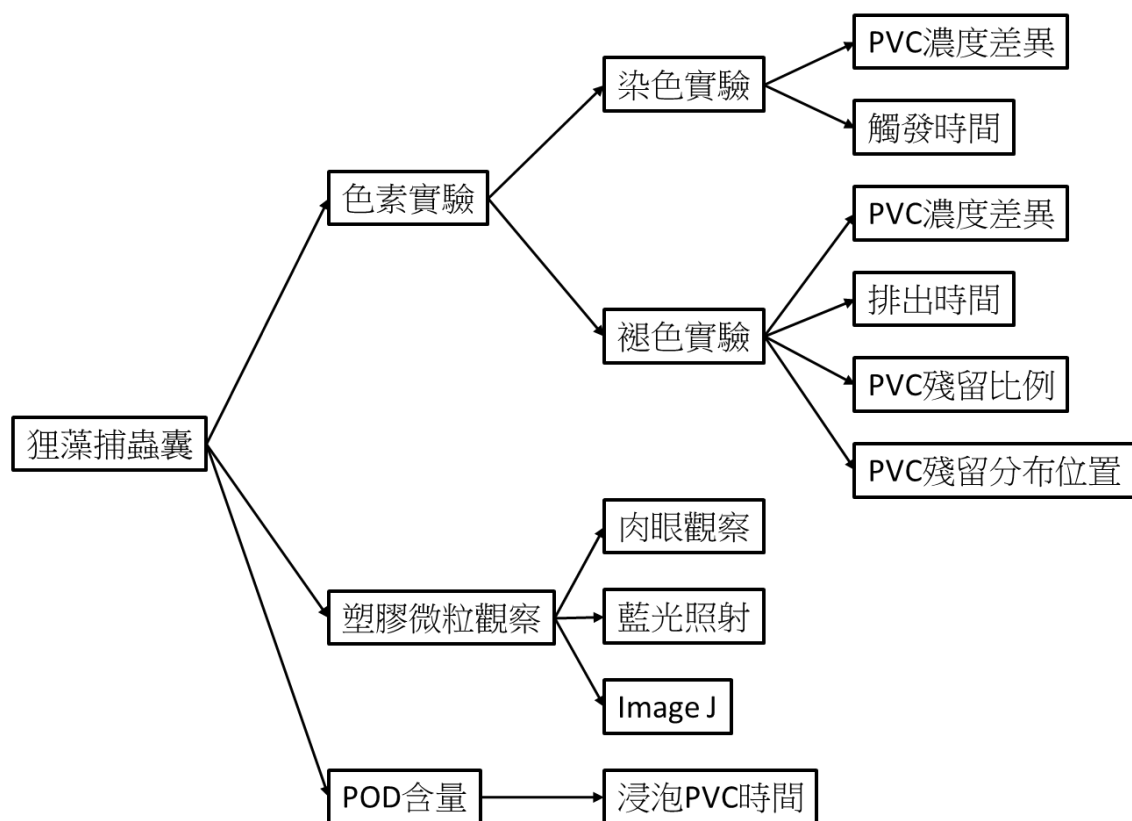 狸藻捕蟲囊
色素實驗
染色實驗
PVC濃度差異
觸發時間
褪色實驗
PVC濃度差異
排出時間
PVC殘留比例
PVC殘留分布位置
塑膠微粒觀察
肉眼觀察
藍光照射
Image J
POD含量
浸泡PVC時間